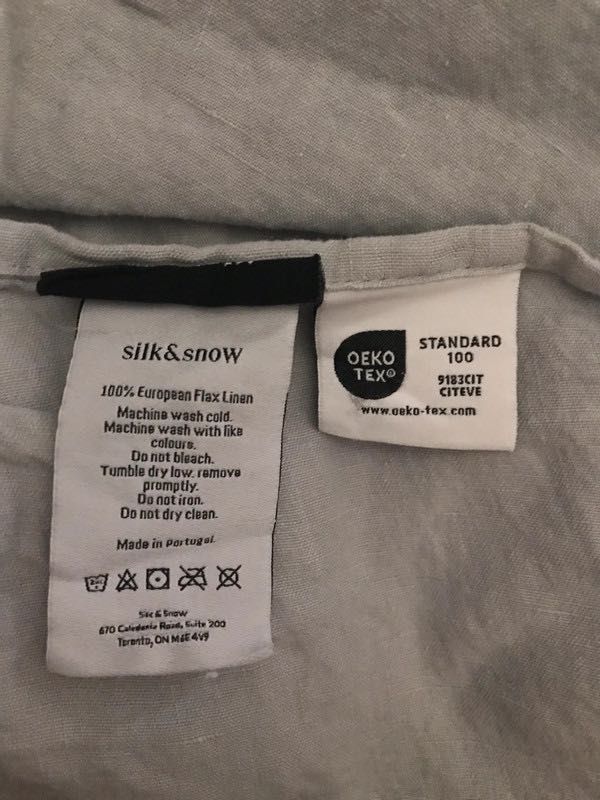 silk&snow
100% European Flax Linen
Machine wash cold.
Machine wash with like
colours.
Do not bleach.
Tumble dry low. remove
promptly.
Do not iron.
Do not dry clean.
Made in Portugal
Silk & Snow
670 Caledonia Road, Suite 200
Toronto, ON M6E 4V9
OEKO
TEX®
STANDARD
100
9183CIT
CITEVE
www.oeko-tex.com